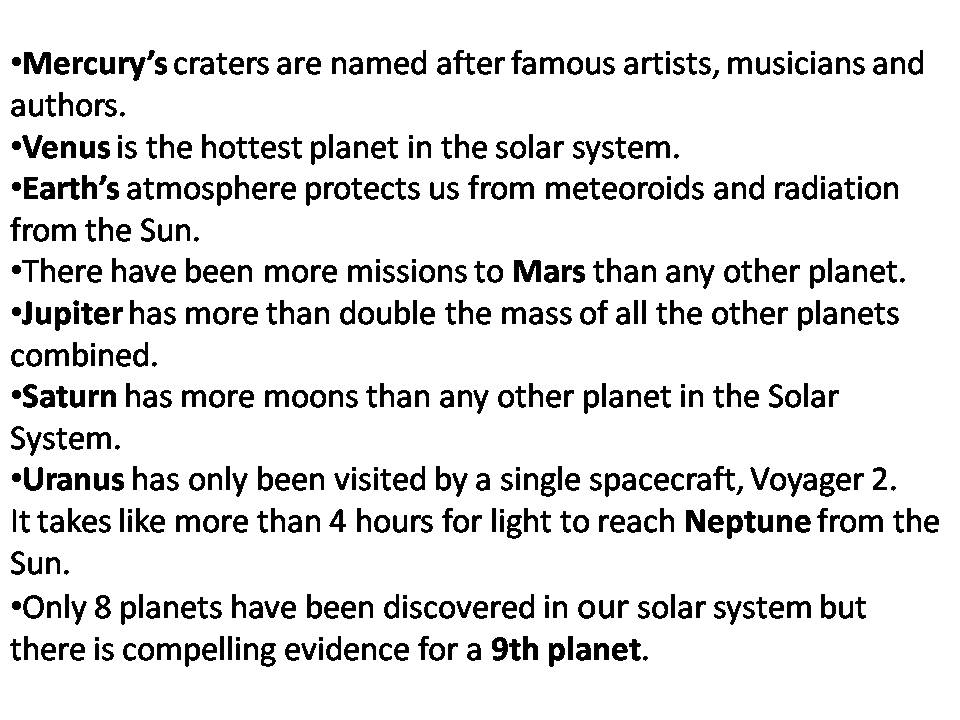 •Mercury’s craters are named after famous artists, musicians and
authors.
•Venus is the hottest planet in the solar system.
•Earth’s atmosphere protects us from meteoroids and radiation
from the Sun.
•There have been more missions to Mars than any other planet.
•Jupiter has more than double the mass of all the other planets
combined.
•Saturn has more moons than any other planet in the Solar
System.
•Uranus has only been visited by a single spacecraft, Voyager 2.
It takes like more than 4 hours for light to reach Neptune from the
Sun.
•Only 8 planets have been discovered in our solar system but
there is compelling evidence for a 9th planet.